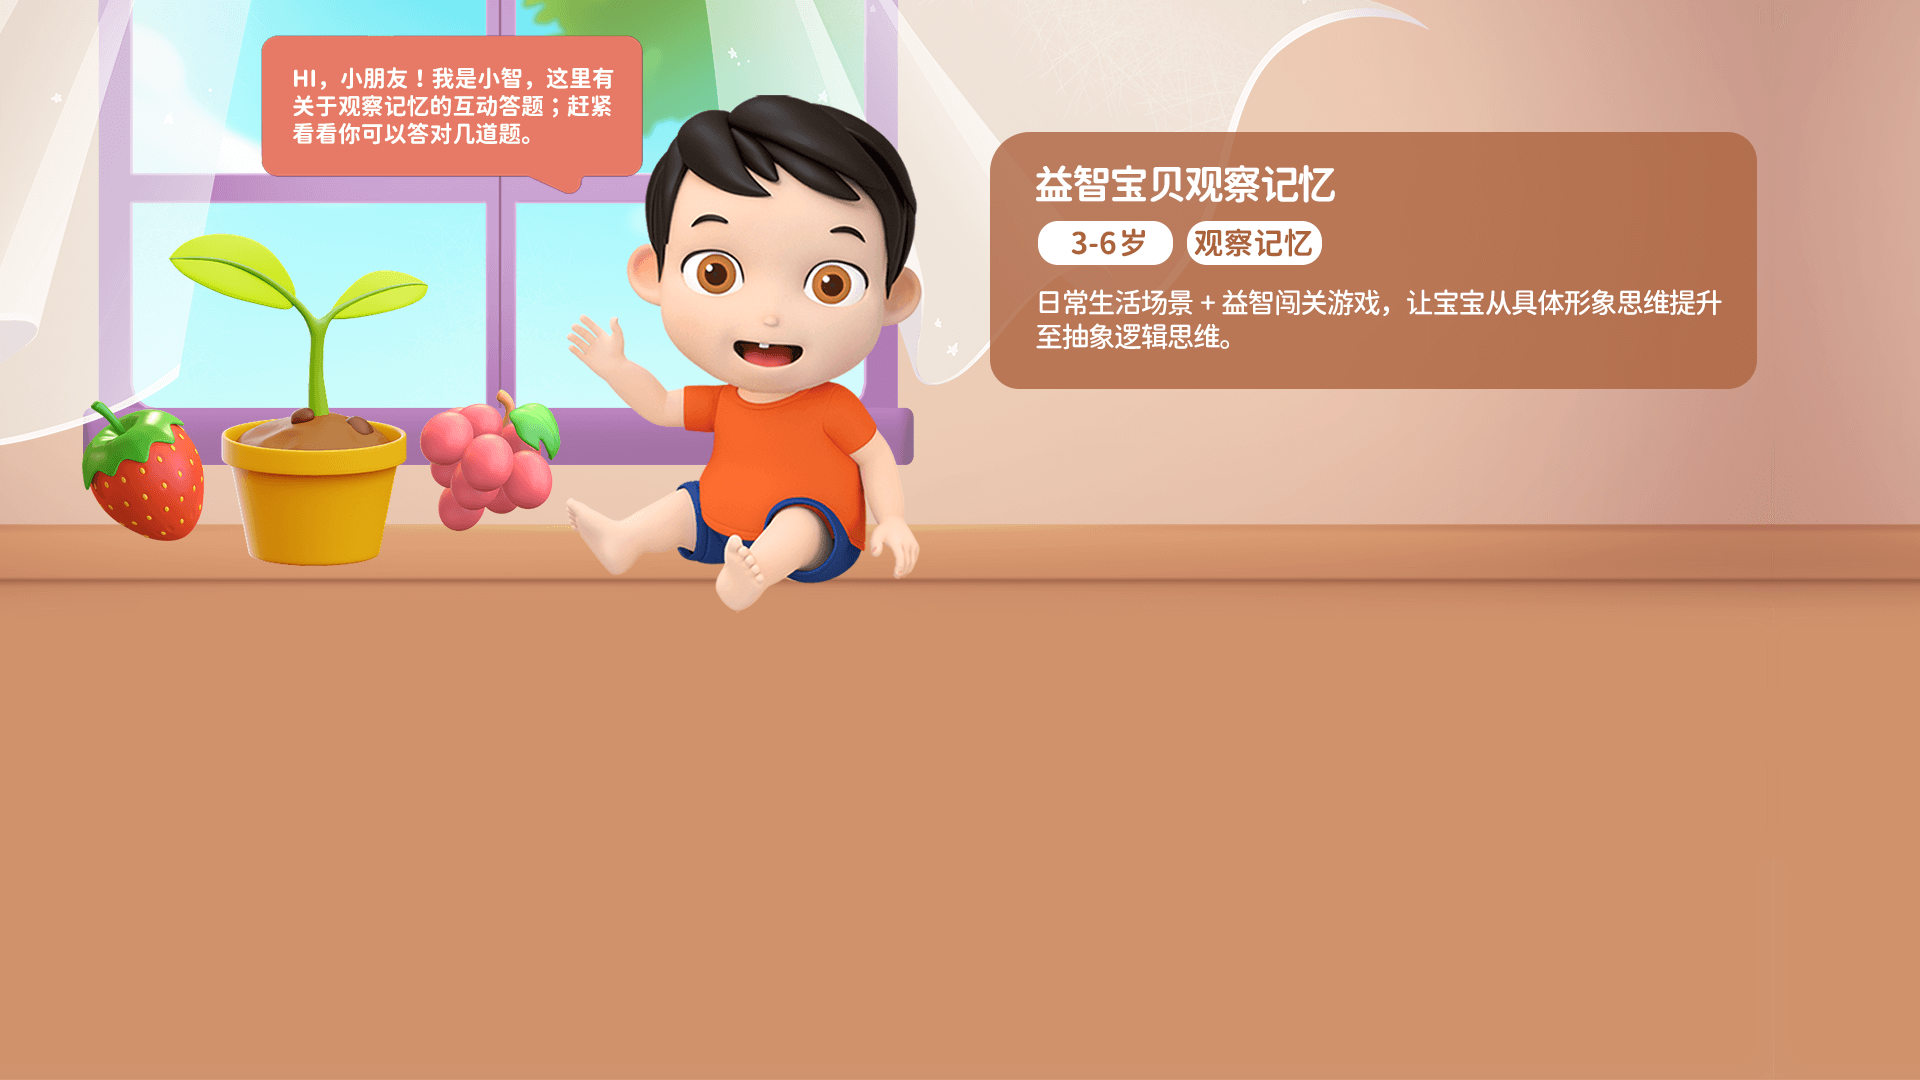 HI，小朋友！我是小智，这里有
关于观察记忆的互动答题；赶紧
看看你可以答对几道题。
益智宝贝观察记忆
3-6岁
观察记忆
日常生活场景 + 益智闯关游戏，让宝宝从具体形象思维提升
至抽象逻辑思维。